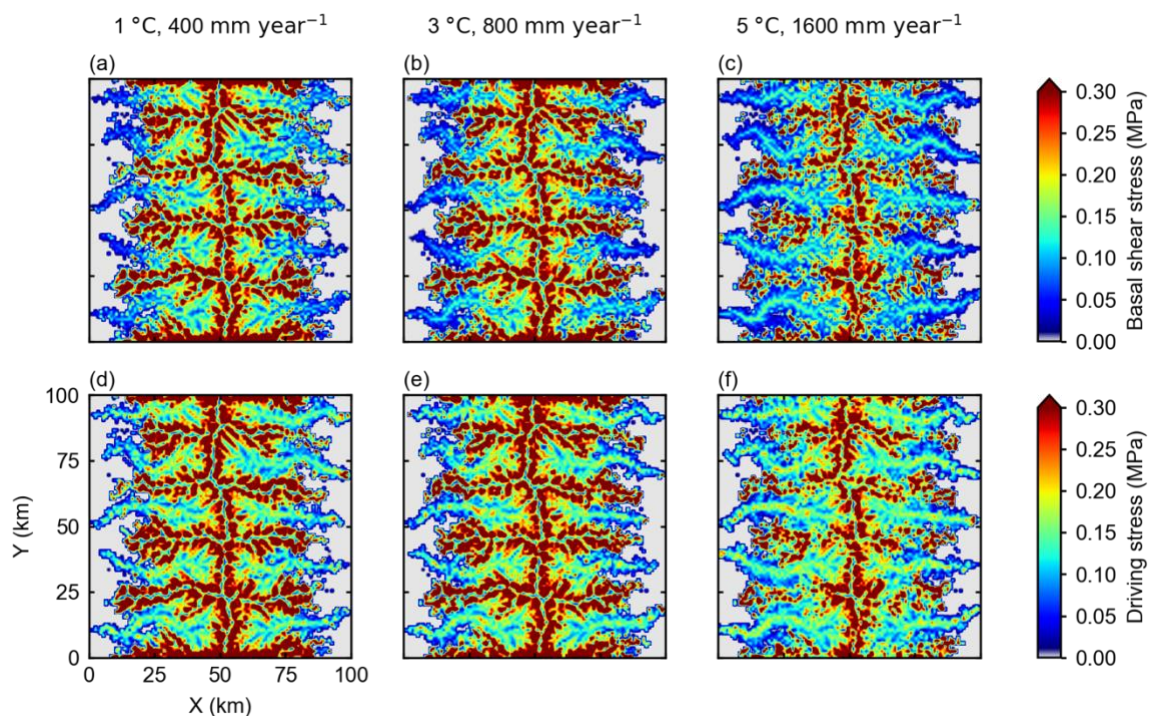 1 °C, 400 mm year⁻¹ 3 °C, 800 mm year⁻¹ 5 °C, 1600 mm year⁻¹
(a) (b) (c)
0.30
0.25
0.20
0.15
0.10
0.05
0.00
Basal shear stress (MPa)
(d) (e) (f)
100
75
50
25
0
Y (km)
0 25 50 75 100
X (km)
0.30
0.25
0.20
0.15
0.10
0.05
0.00
Driving stress (MPa)